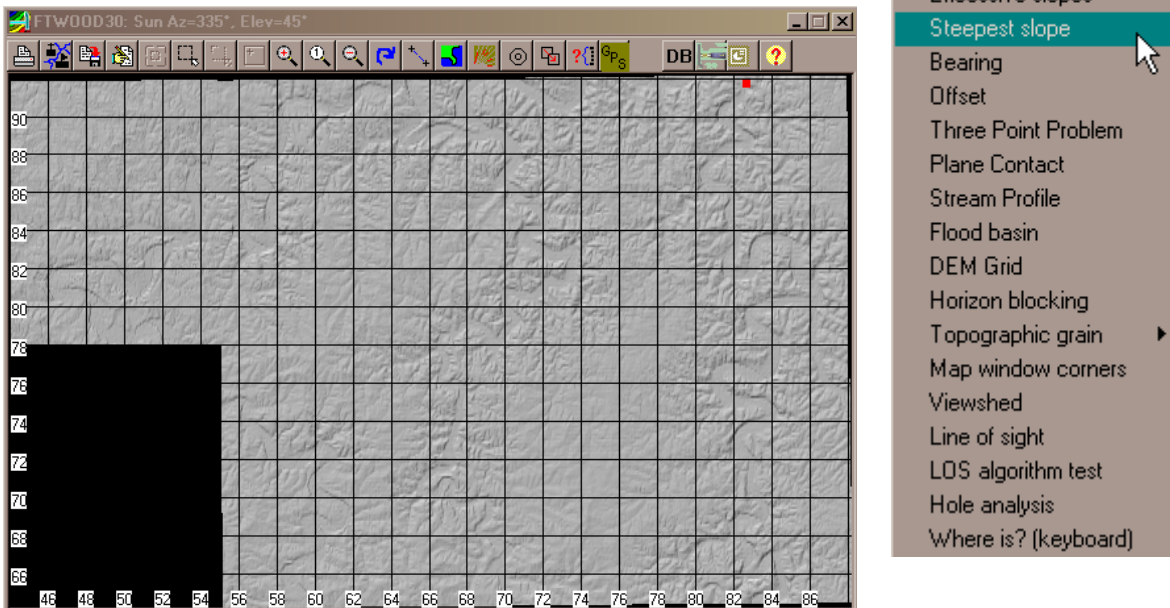 FTWOOD30: Sun Az=335°, Elev=45°
GPS DB
90
88
86
84
82
80
78
76
74
72
70
68
66
46 48 50 52 54 56 58 60 62 64 66 68 70 72 74 76 78 80 82 84 86
Steepest slope
Bearing
Offset
Three Point Problem
Plane Contact
Stream Profile
Flood basin
DEM Grid
Horizon blocking
Topographic grain
Map window corners
Viewshed
Line of sight
LOS algorithm test
Hole analysis
Where is? (keyboard)